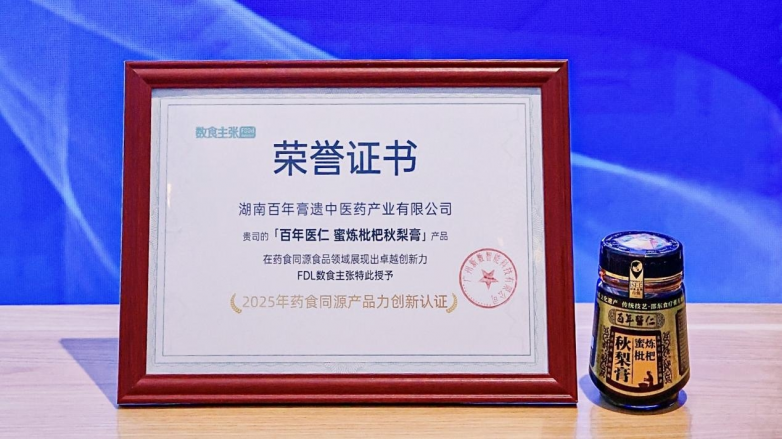 数食主张
荣誉证书
湖南百年膏遗中医药产业有限公司
贵司的「百年医仁 蜜炼枇杷秋梨膏」产品
在药食同源食品领域展现出卓越创新力
FDL数食主张特此授予
2025年药食同源产品力创新认证
传统技艺
蜜炼
枇杷
秋梨膏